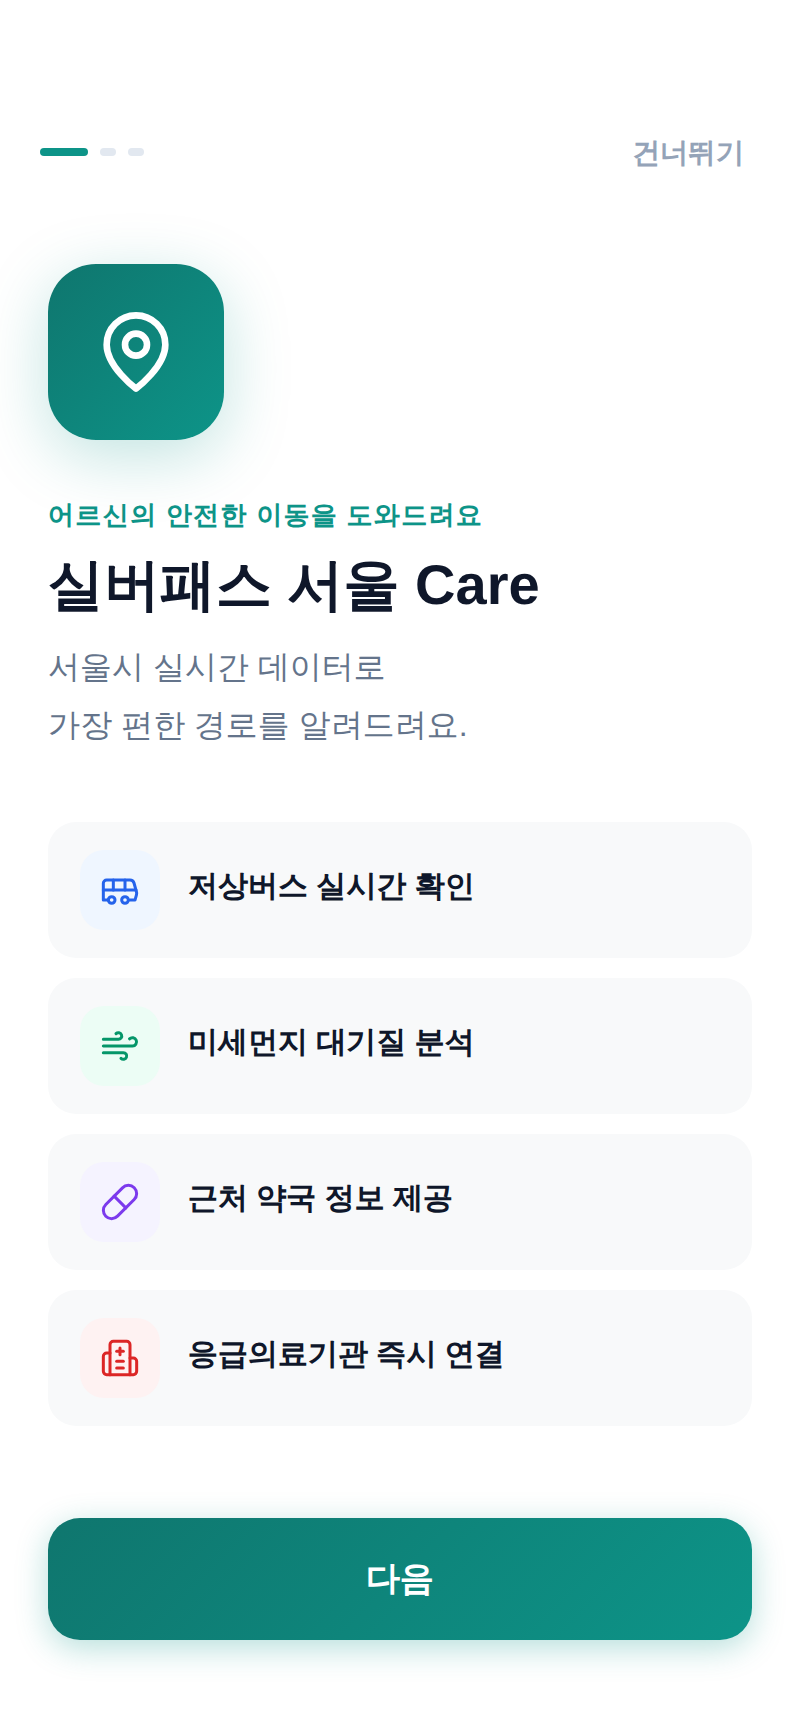 건너뛰기
어르신의 안전한 이동을 도와드려요
실버패스 서울 Care
서울시 실시간 데이터로
가장 편한 경로를 알려드려요.
저상버스 실시간 확인
미세먼지 대기질 분석
근처 약국 정보 제공
응급의료기관 즉시 연결
다음